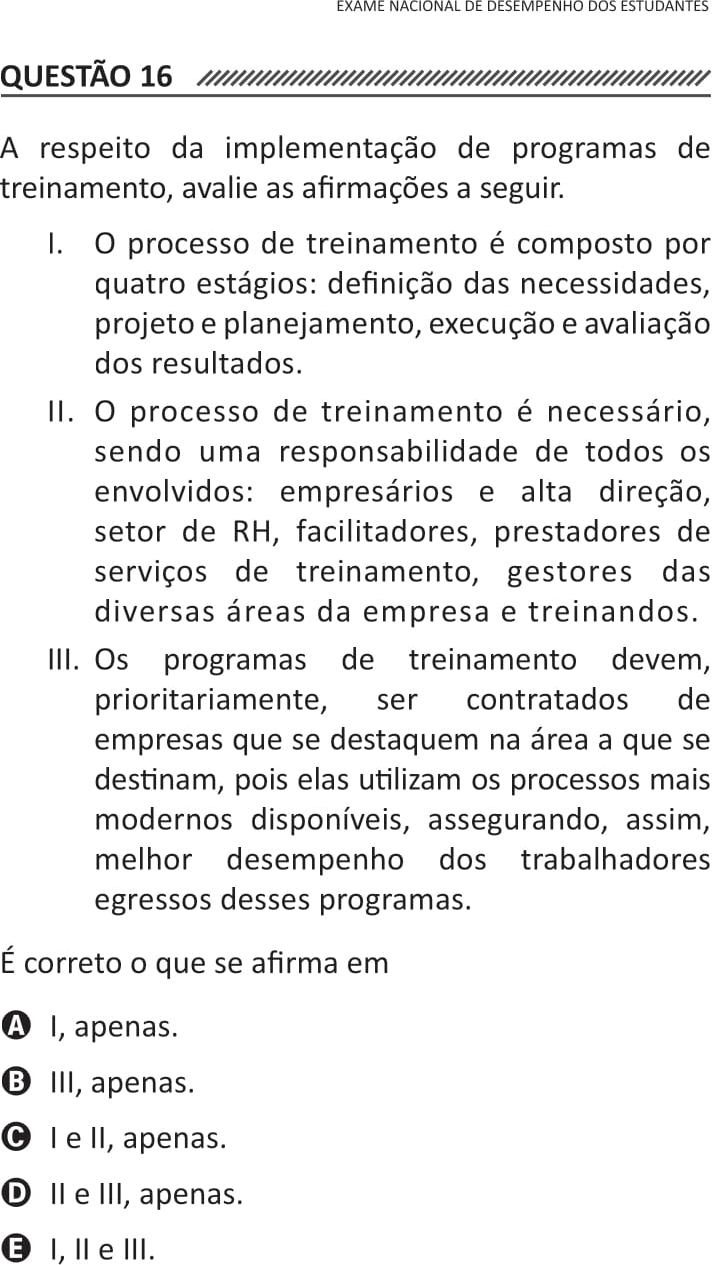 EXAME NACIONAL DE DESEMPENHO DOS ESTUDANTES
QUESTÃO 16
A respeito da implementação de programas de
treinamento, avalie as afirmações a seguir.
I. O processo de treinamento é composto por
quatro estágios: definição das necessidades,
projeto e planejamento, execução e avaliação
dos resultados.
II. O processo de treinamento é necessário,
sendo uma responsabilidade de todos os
envolvidos: empresários e alta direção,
setor de RH, facilitadores, prestadores de
serviços de treinamento, gestores das
diversas áreas da empresa e treinandos.
III. Os programas de treinamento devem,
prioritariamente, ser contratados de
empresas que se destaquem na área a que se
destinam, pois elas utilizam os processos mais
modernos disponíveis, assegurando, assim,
melhor desempenho dos trabalhadores
egressos desses programas.
É correto o que se afirma em
A I, apenas.
B III, apenas.
C I e II, apenas.
D II e III, apenas.
E I, II e III.